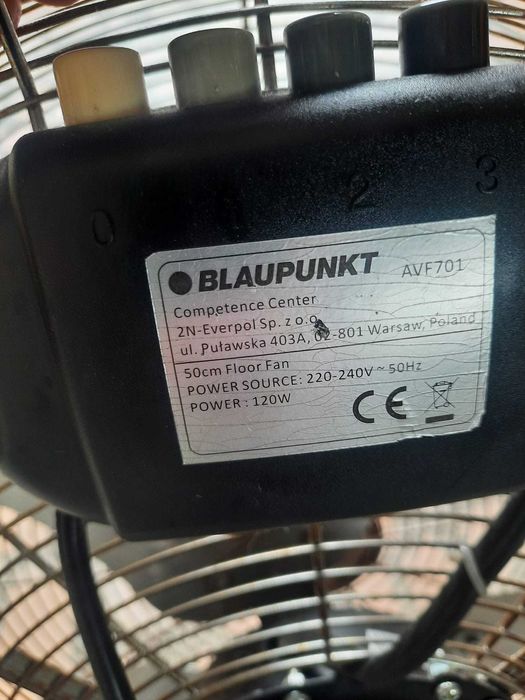 0 2 3
BLAUPUNKT AVF701
Competence Center
2N-Everpol Sp. z o.o.
ul. Puławska 403A, 02-801 Warsaw, Poland
50cm Floor Fan
POWER SOURCE: 220-240V ~ 50Hz
POWER : 120W
CE